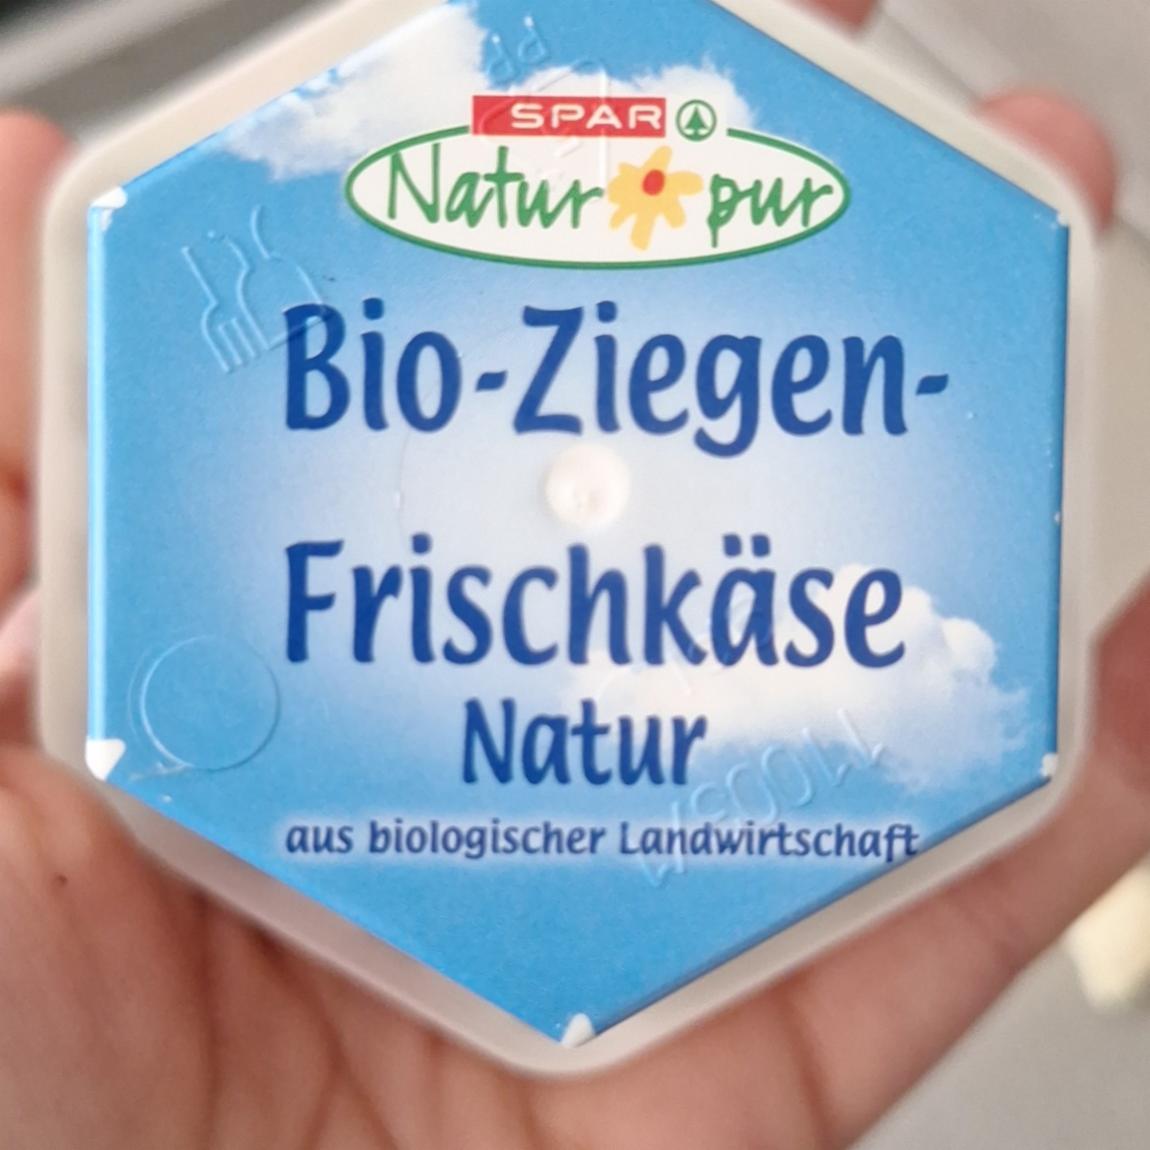 SPAR
Natur pur
Bio-Ziegen-
Frischkäse
Natur
aus biologischer Landwirtschaft